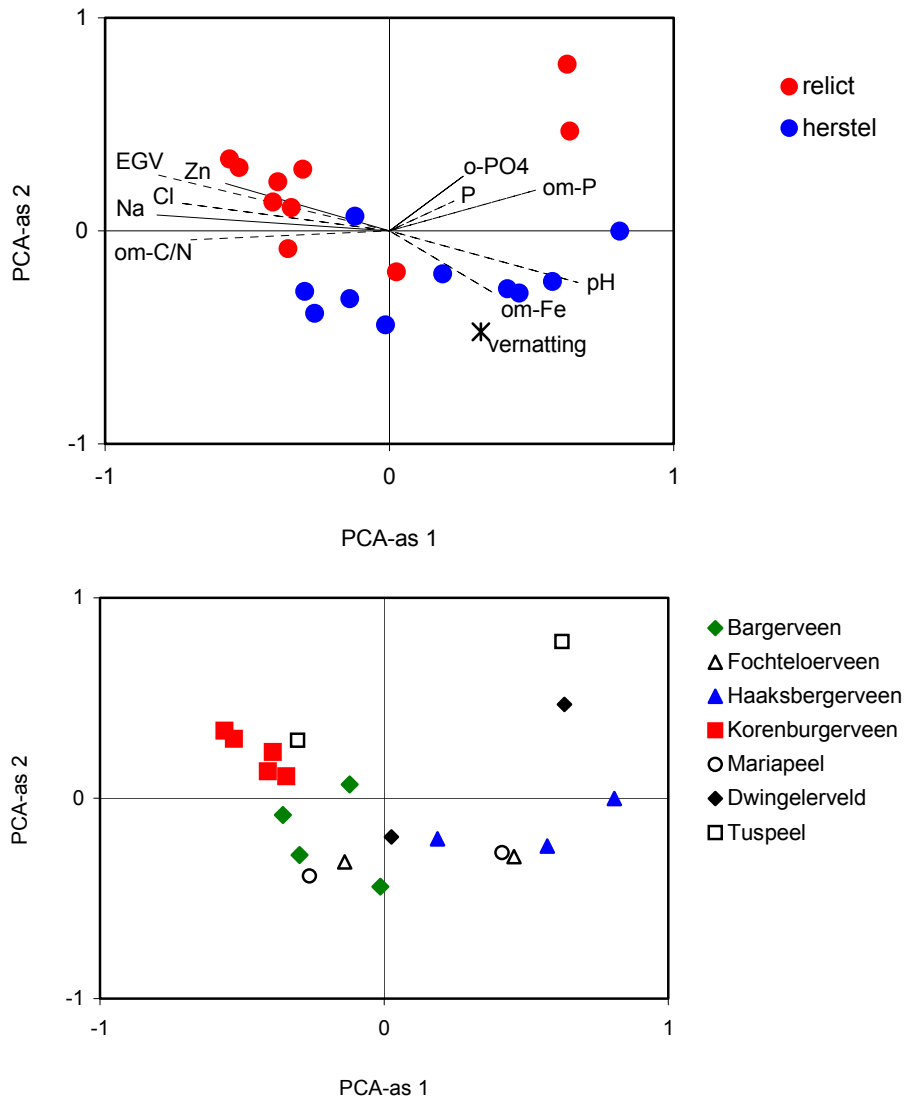 1
relict
herstel
o-PO4
EGV
Zn
om-P
P
Cl
Na
0
om-C/N
pH
om-Fe
vernatting
PCA-as 2
-1
-1
0
1
PCA-as 1
1
Bargerveen
Fochteloerveen
Haaksbergerveen
Korenburgerveen
Mariapeel
Dwingelerveld
Tuspeel
0
PCA-as 2
-1
-1
0
1
PCA-as 1